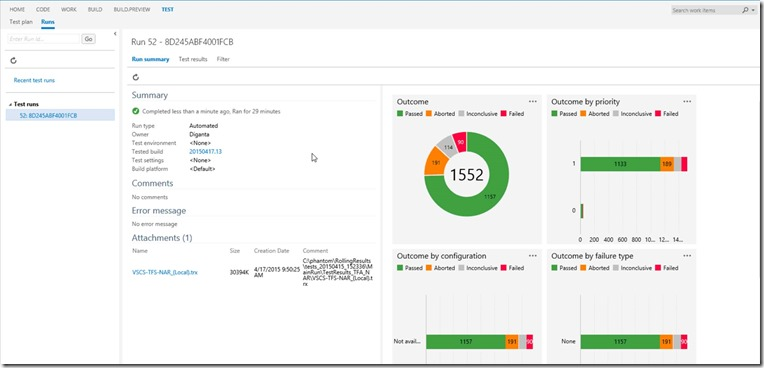 HOME CODE WORK BUILD BUILD.PREVIEW TEST
Search work items
Test plan Runs
Enter Run Id... Go
Recent test runs
Test runs
52: 8D245ABF4001FCB
Run 52 - 8D245ABF4001FCB
Run summary Test results Filter
Summary
Completed less than a minute ago, Ran for 29 minutes
Run type Automated
Owner Diganta
Test environment <None>
Tested build 20150417.13
Test settings <None>
Build platform <Default>
Comments
No comments
Error message
No error message
Attachments (1)
Name Size Creation Date Comment
VSCS-TFS-NAR_(Local).trx 30394K 4/17/2015 9:50:25 AM
C:\phantom\RollingResults
\tests_20150415_152336\M
ainRun\TestResults_TFA_N
AR\VSCS-TFS-NAR_(Local).t
rx
Outcome ...
Passed Aborted Inconclusive Failed
90
114
191
1552
1157
Outcome by priority ...
Passed Aborted Inconclusive Failed
1 1133 189
0
0 200 400 600 800 10... 12... 14...
Outcome by configuration ...
Passed Aborted Inconclusive Failed
Not avai... 1157 191 90
Outcome by failure type ...
Passed Aborted Inconclusive Failed
None 1157 191 90